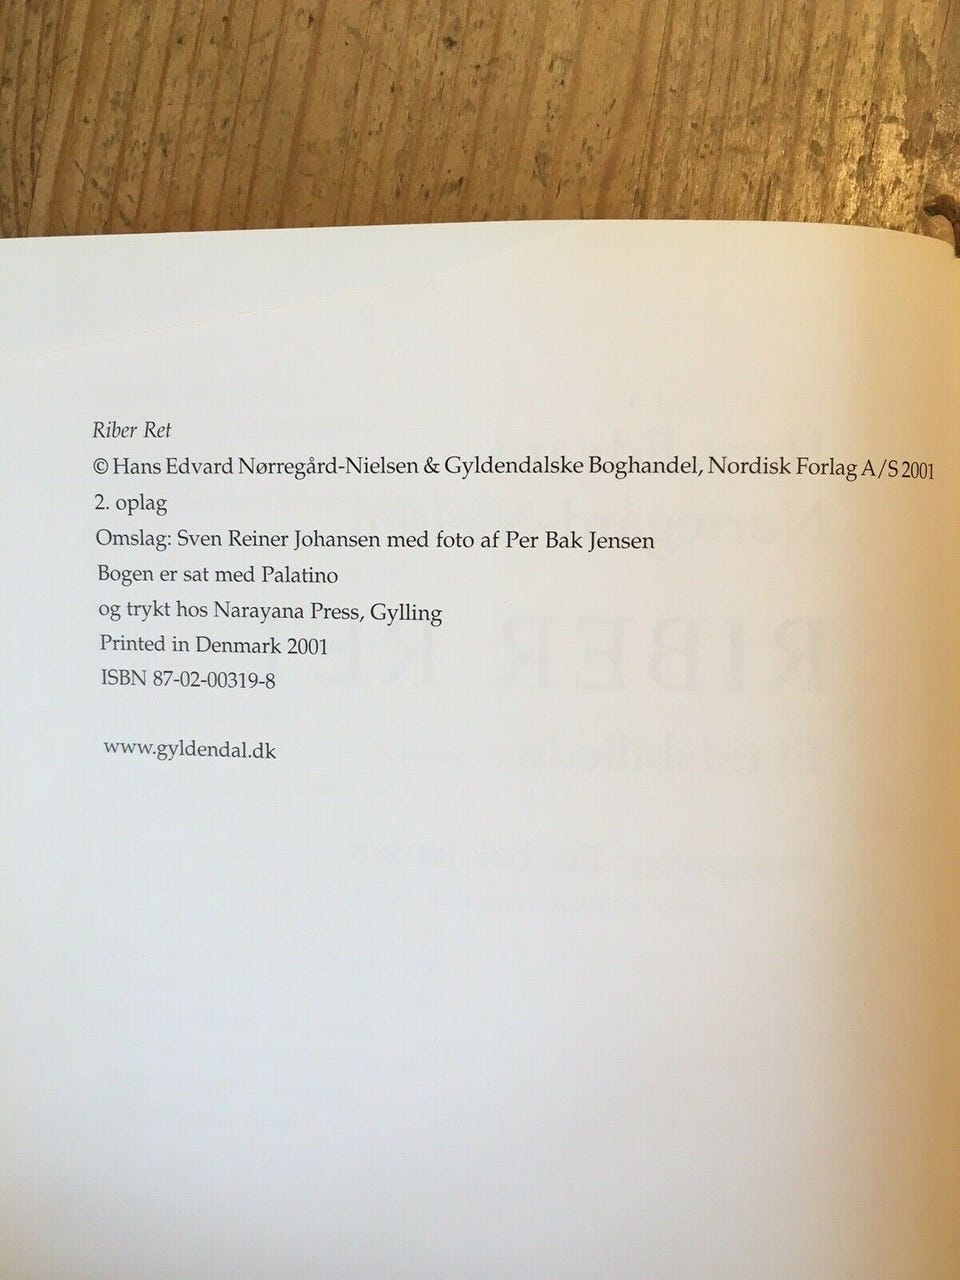 Riber Ret
© Hans Edvard Nørregård-Nielsen & Gyldendalske Boghandel, Nordisk Forlag A/S 2001
2. oplag
Omslag: Sven Reiner Johansen med foto af Per Bak Jensen
Bogen er sat med Palatino
og trykt hos Narayana Press, Gylling
Printed in Denmark 2001
ISBN 87-02-00319-8
www.gyldendal.dk